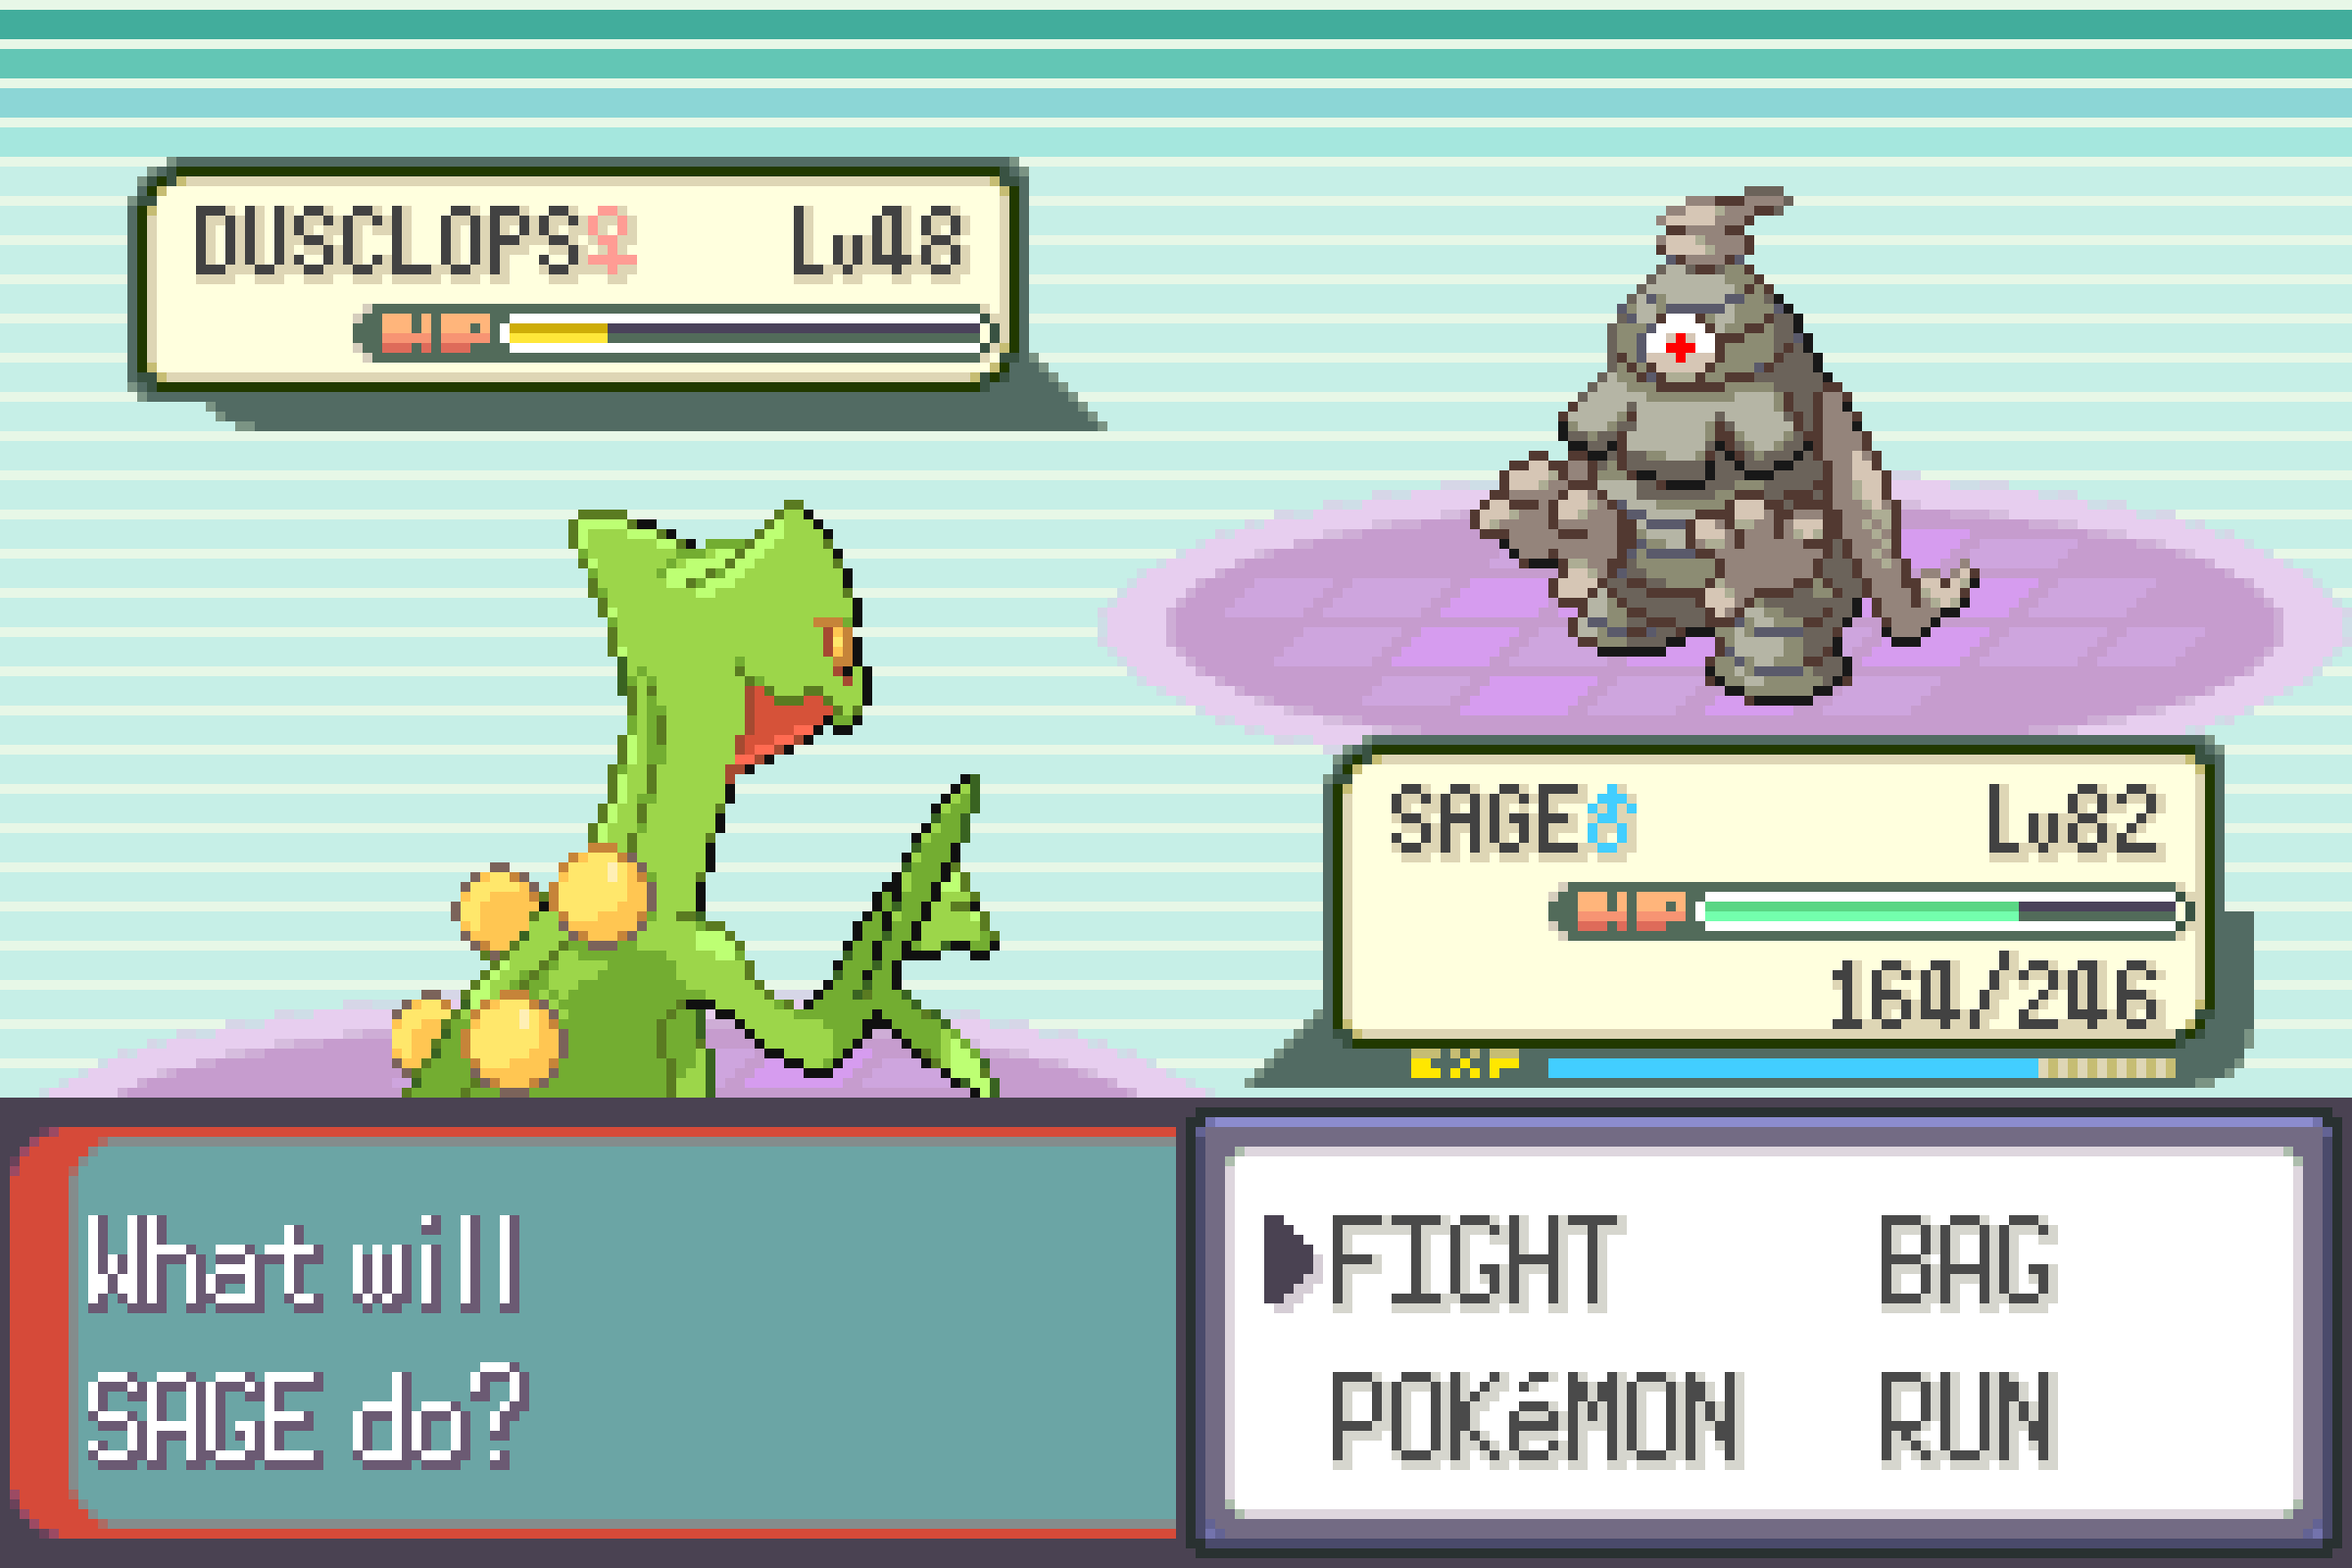 DUSCLOPS♀ Lv48
HP
SAGE♂ Lv82
HP
164/246
EXP
What will
SAGE do?
FIGHT BAG
POKéMON RUN